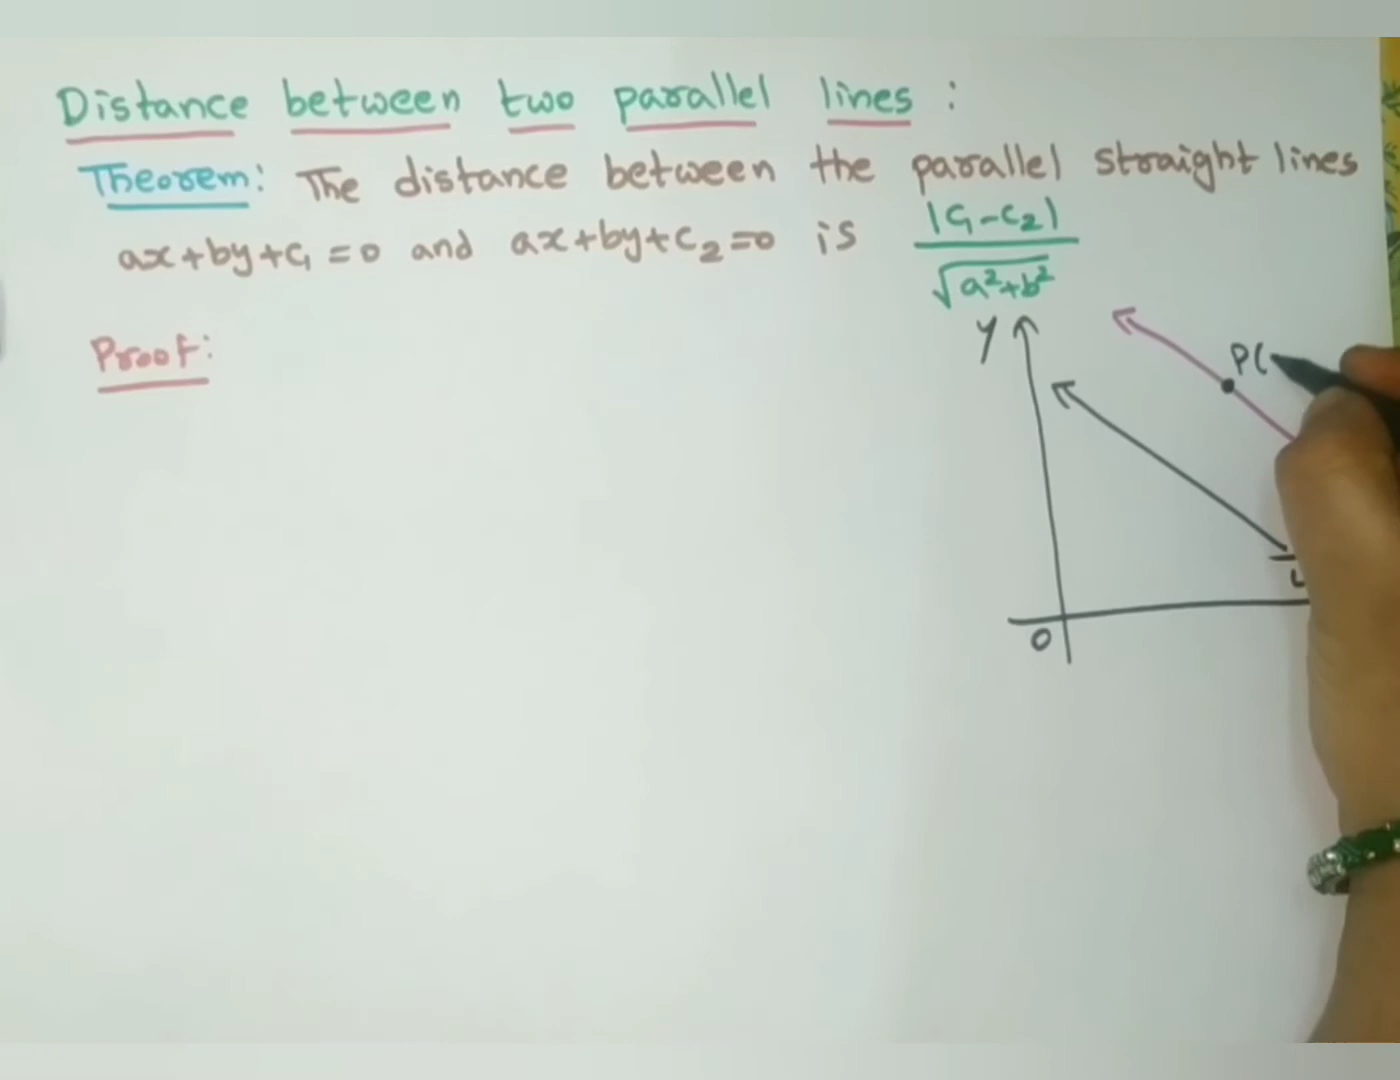 Distance between two parallel lines :
Theorem: The distance between the parallel straight lines
ax+by+c₁=0 and ax+by+c₂=0 is |c₁-c₂| / √a²+b²
Proof:
Y
P(
L
O